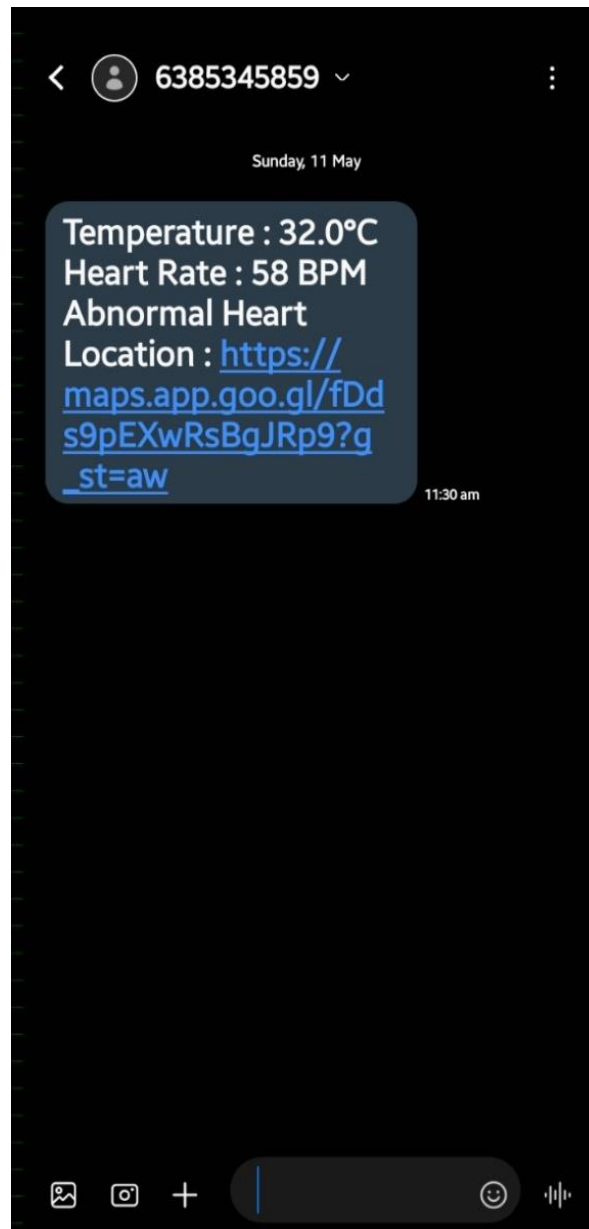 6385345859
Sunday, 11 May
Temperature : 32.0°C
Heart Rate : 58 BPM
Abnormal Heart
Location : https://
maps.app.goo.gl/fDd
s9pEXwRsBgJRp9?g
_st=aw
11:30 am